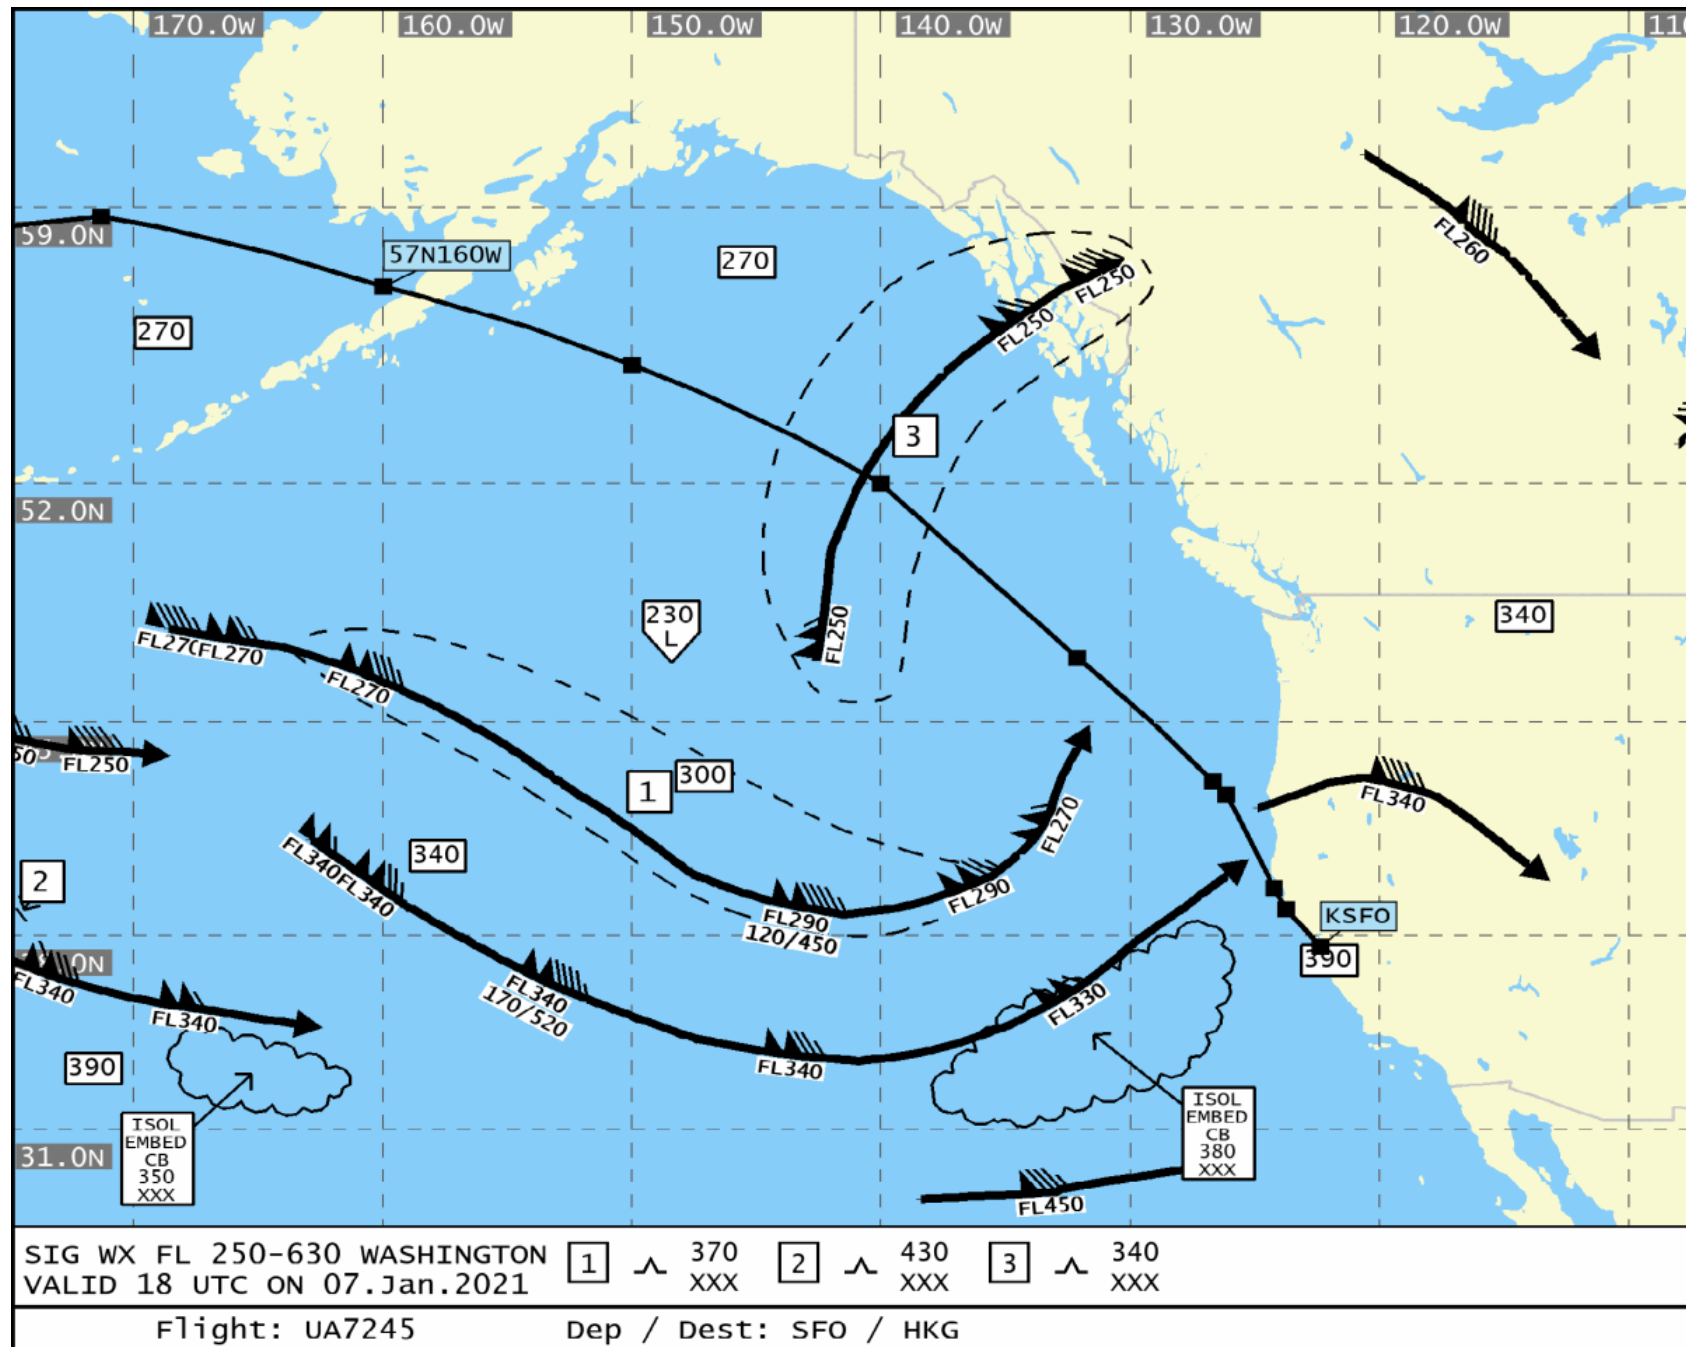 170.0W
160.0W
150.0W
140.0W
130.0W
120.0W
59.0N
57N160W
270
270
FL260
FL250
FL250
3
52.0N
FL250
230
L
340
FL270
FL270
FL270
FL250
1
300
FL270
FL340
340
FL340
FL340
2
FL290
120/450
FL290
KSFO
390
FL340
FL340
FL340
170/520
FL330
FL340
390
ISOL
EMBED
CB
350
XXX
ISOL
EMBED
CB
380
XXX
31.0N
FL450
SIG WX FL 250-630 WASHINGTON
VALID 18 UTC ON 07.Jan.2021
1 370
XXX
2 430
XXX
3 340
XXX
Flight: UA7245 Dep / Dest: SFO / HKG